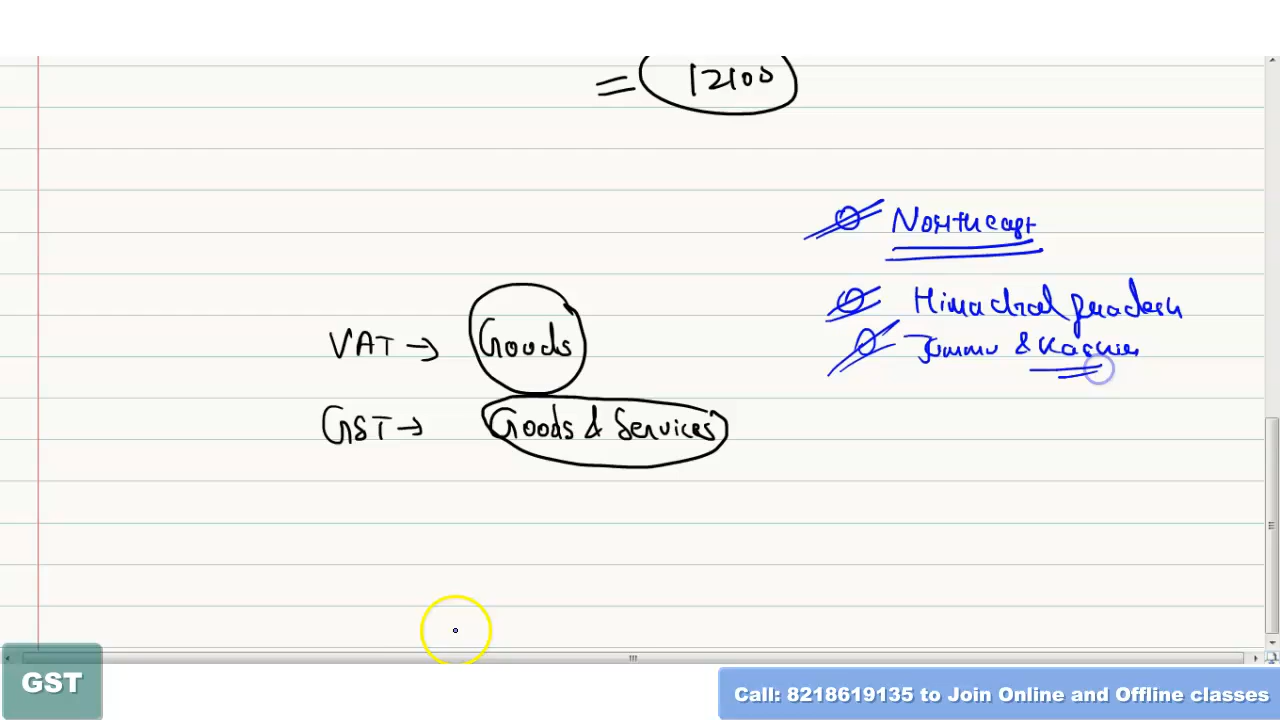 = 12100
Northeast
Himachal Pradesh
Jammu & Kashmir
VAT → Goods
GST → Goods & Services
GST
Call: 8218619135 to Join Online and Offline classes